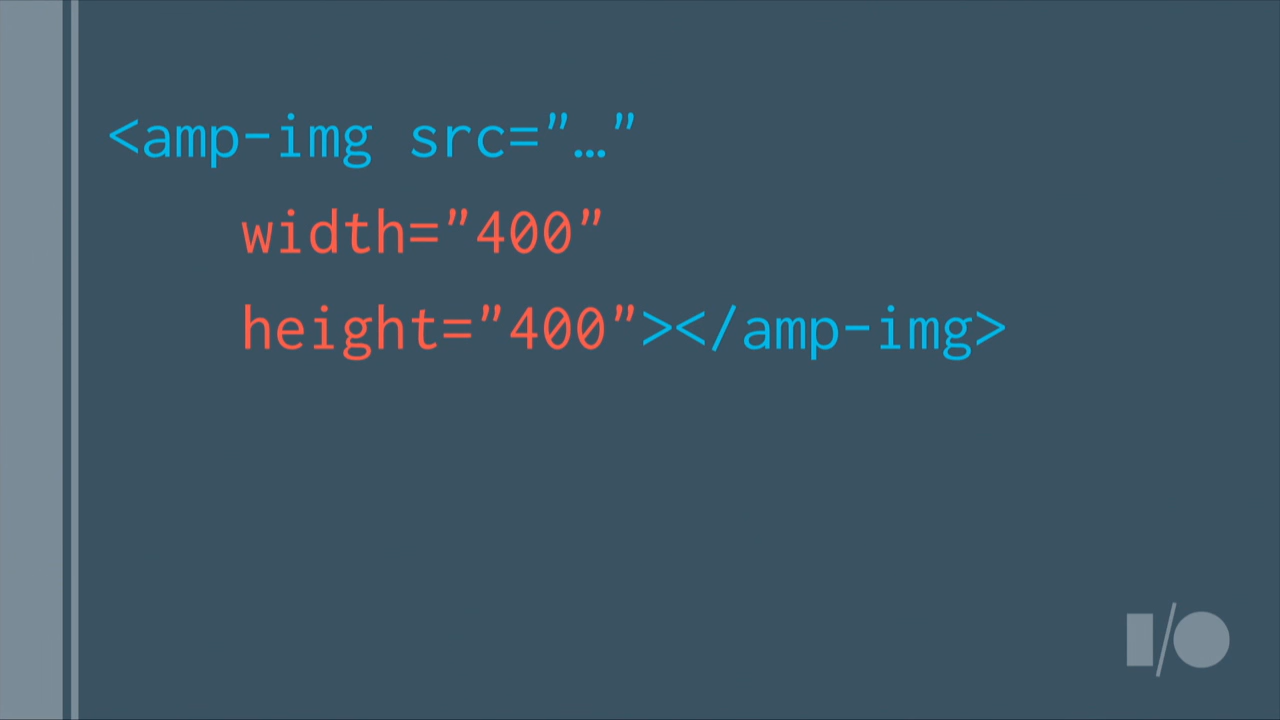 <amp-img src="…"
width="400"
height="400"></amp-img>
I/O